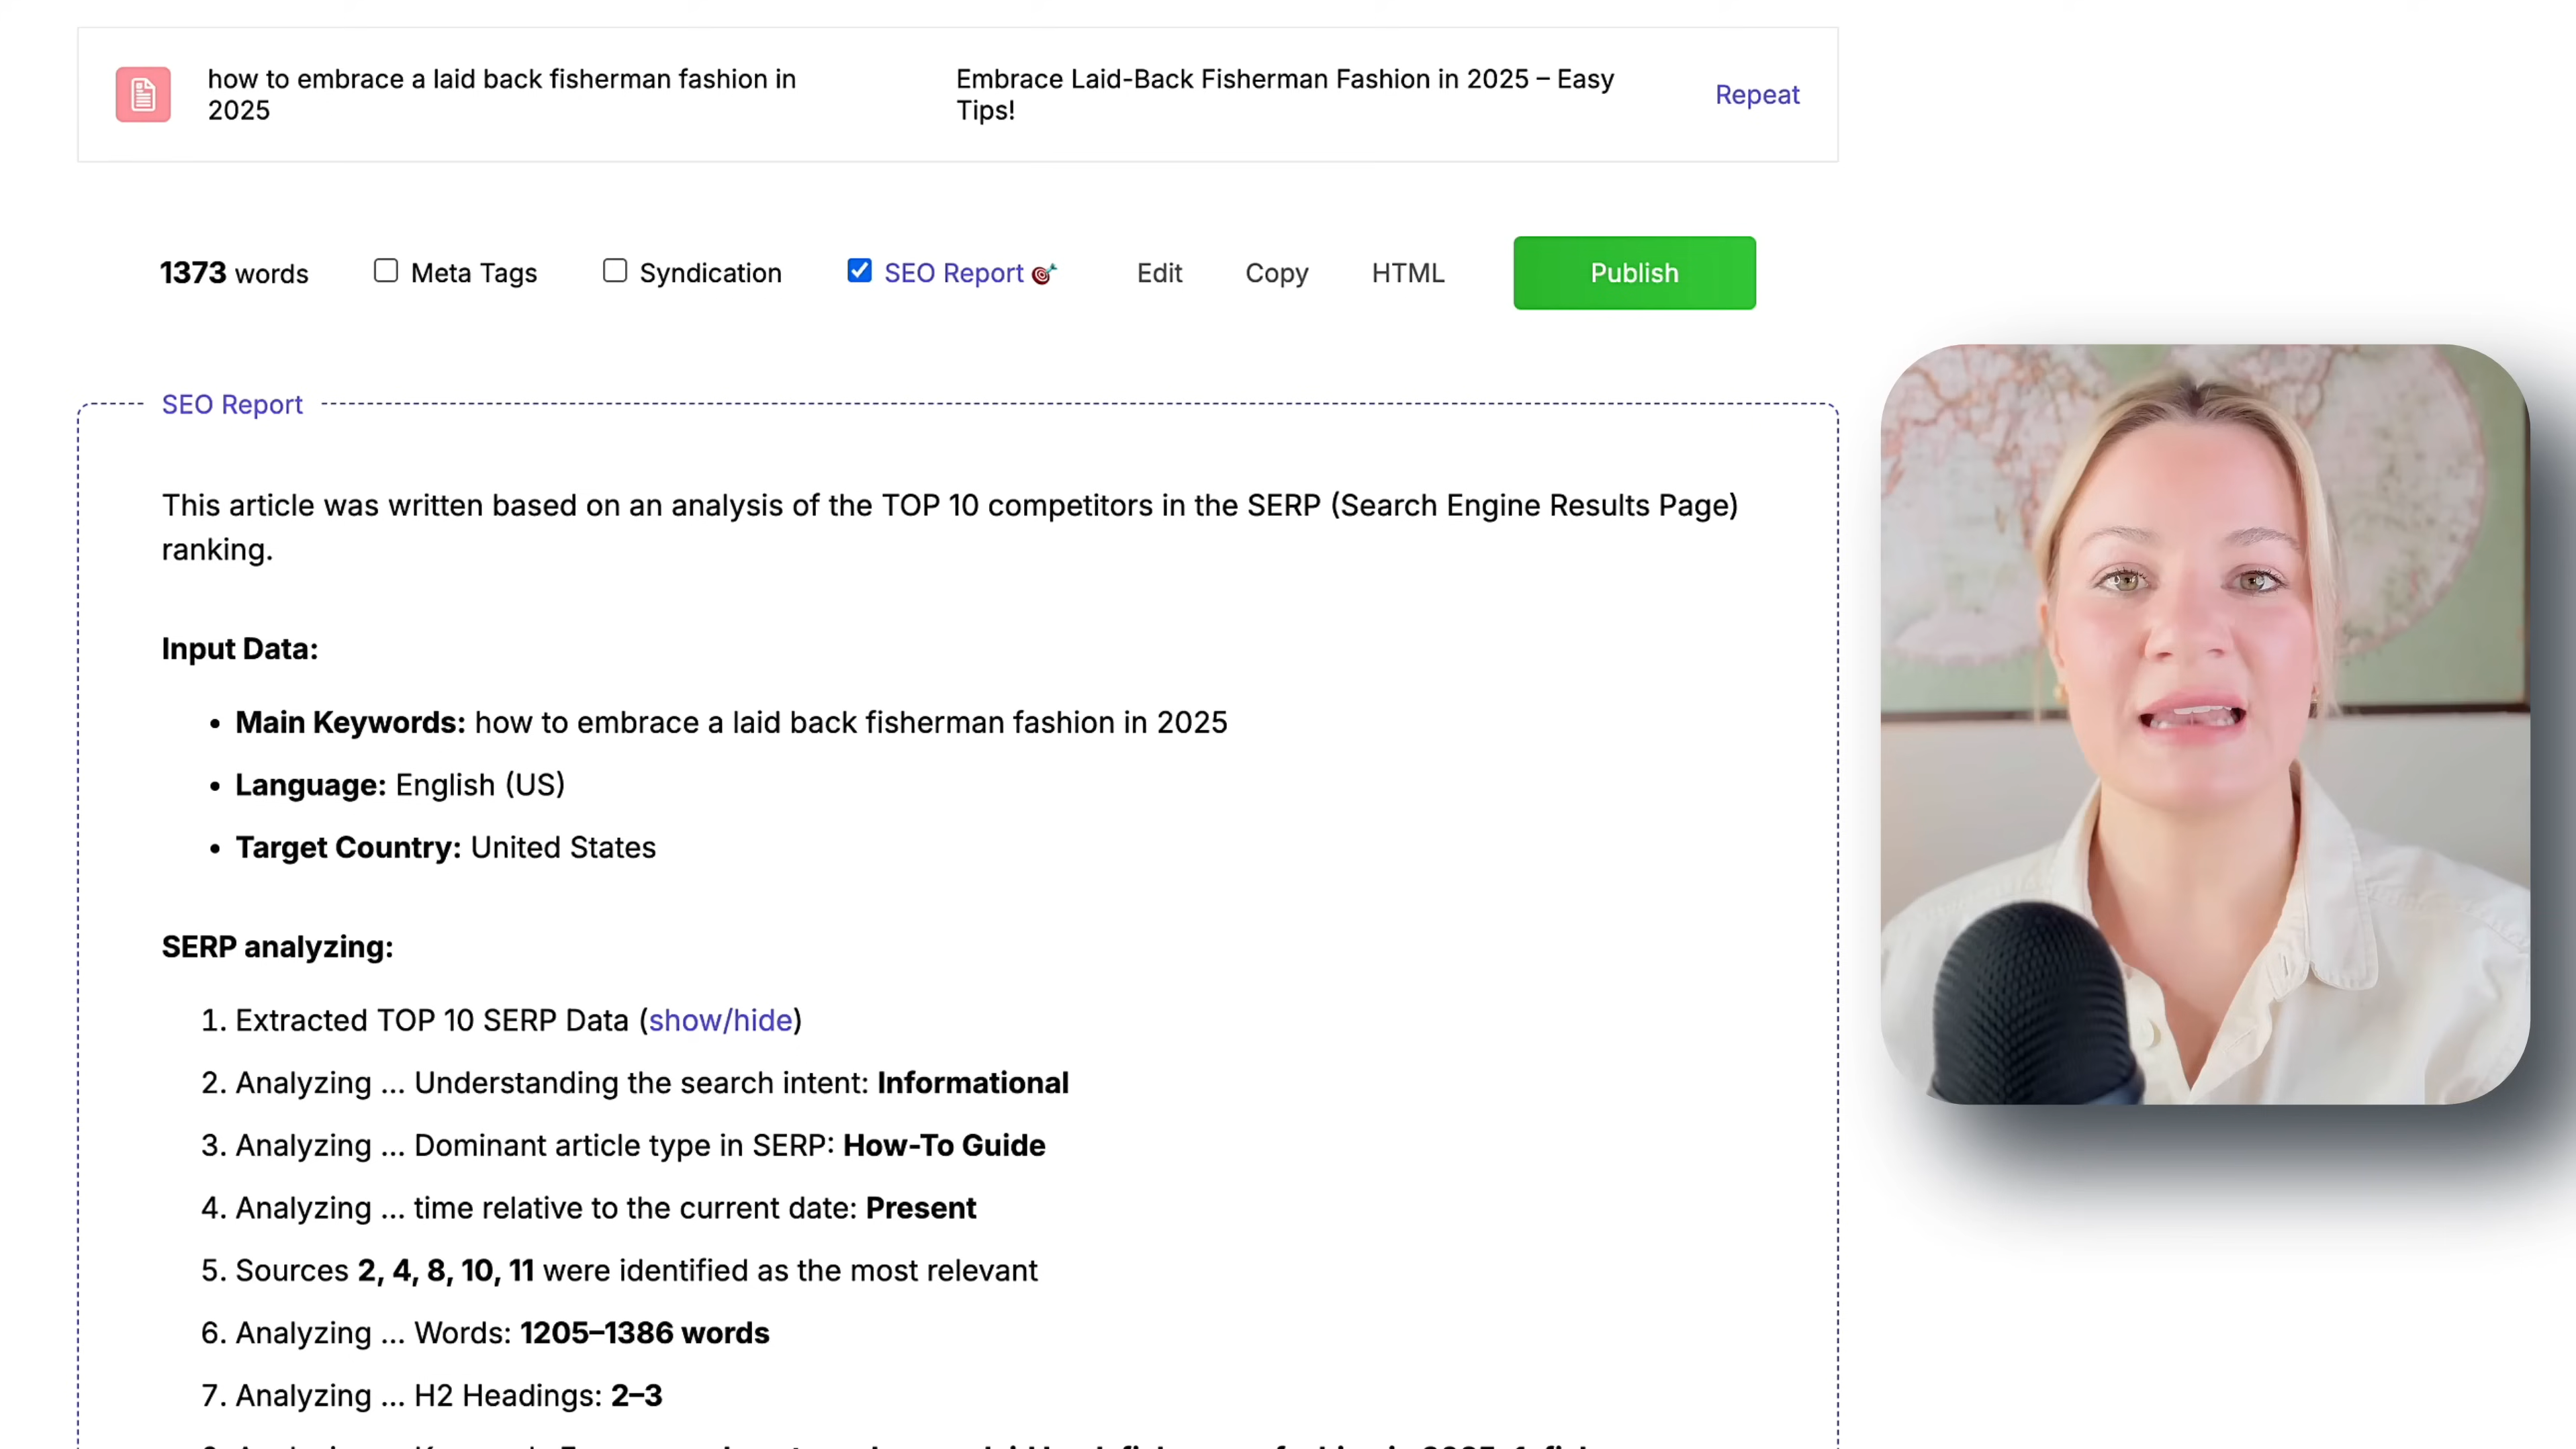 how to embrace a laid back fisherman fashion in
2025
Embrace Laid-Back Fisherman Fashion in 2025 – Easy
Tips!
Repeat
1373 words
Meta Tags
Syndication
SEO Report
Edit
Copy
HTML
Publish
SEO Report
This article was written based on an analysis of the TOP 10 competitors in the SERP (Search Engine Results Page)
ranking.
Input Data:
• Main Keywords: how to embrace a laid back fisherman fashion in 2025
• Language: English (US)
• Target Country: United States
SERP analyzing:
1. Extracted TOP 10 SERP Data (show/hide)
2. Analyzing ... Understanding the search intent: Informational
3. Analyzing ... Dominant article type in SERP: How-To Guide
4. Analyzing ... time relative to the current date: Present
5. Sources 2, 4, 8, 10, 11 were identified as the most relevant
6. Analyzing ... Words: 1205–1386 words
7. Analyzing ... H2 Headings: 2–3